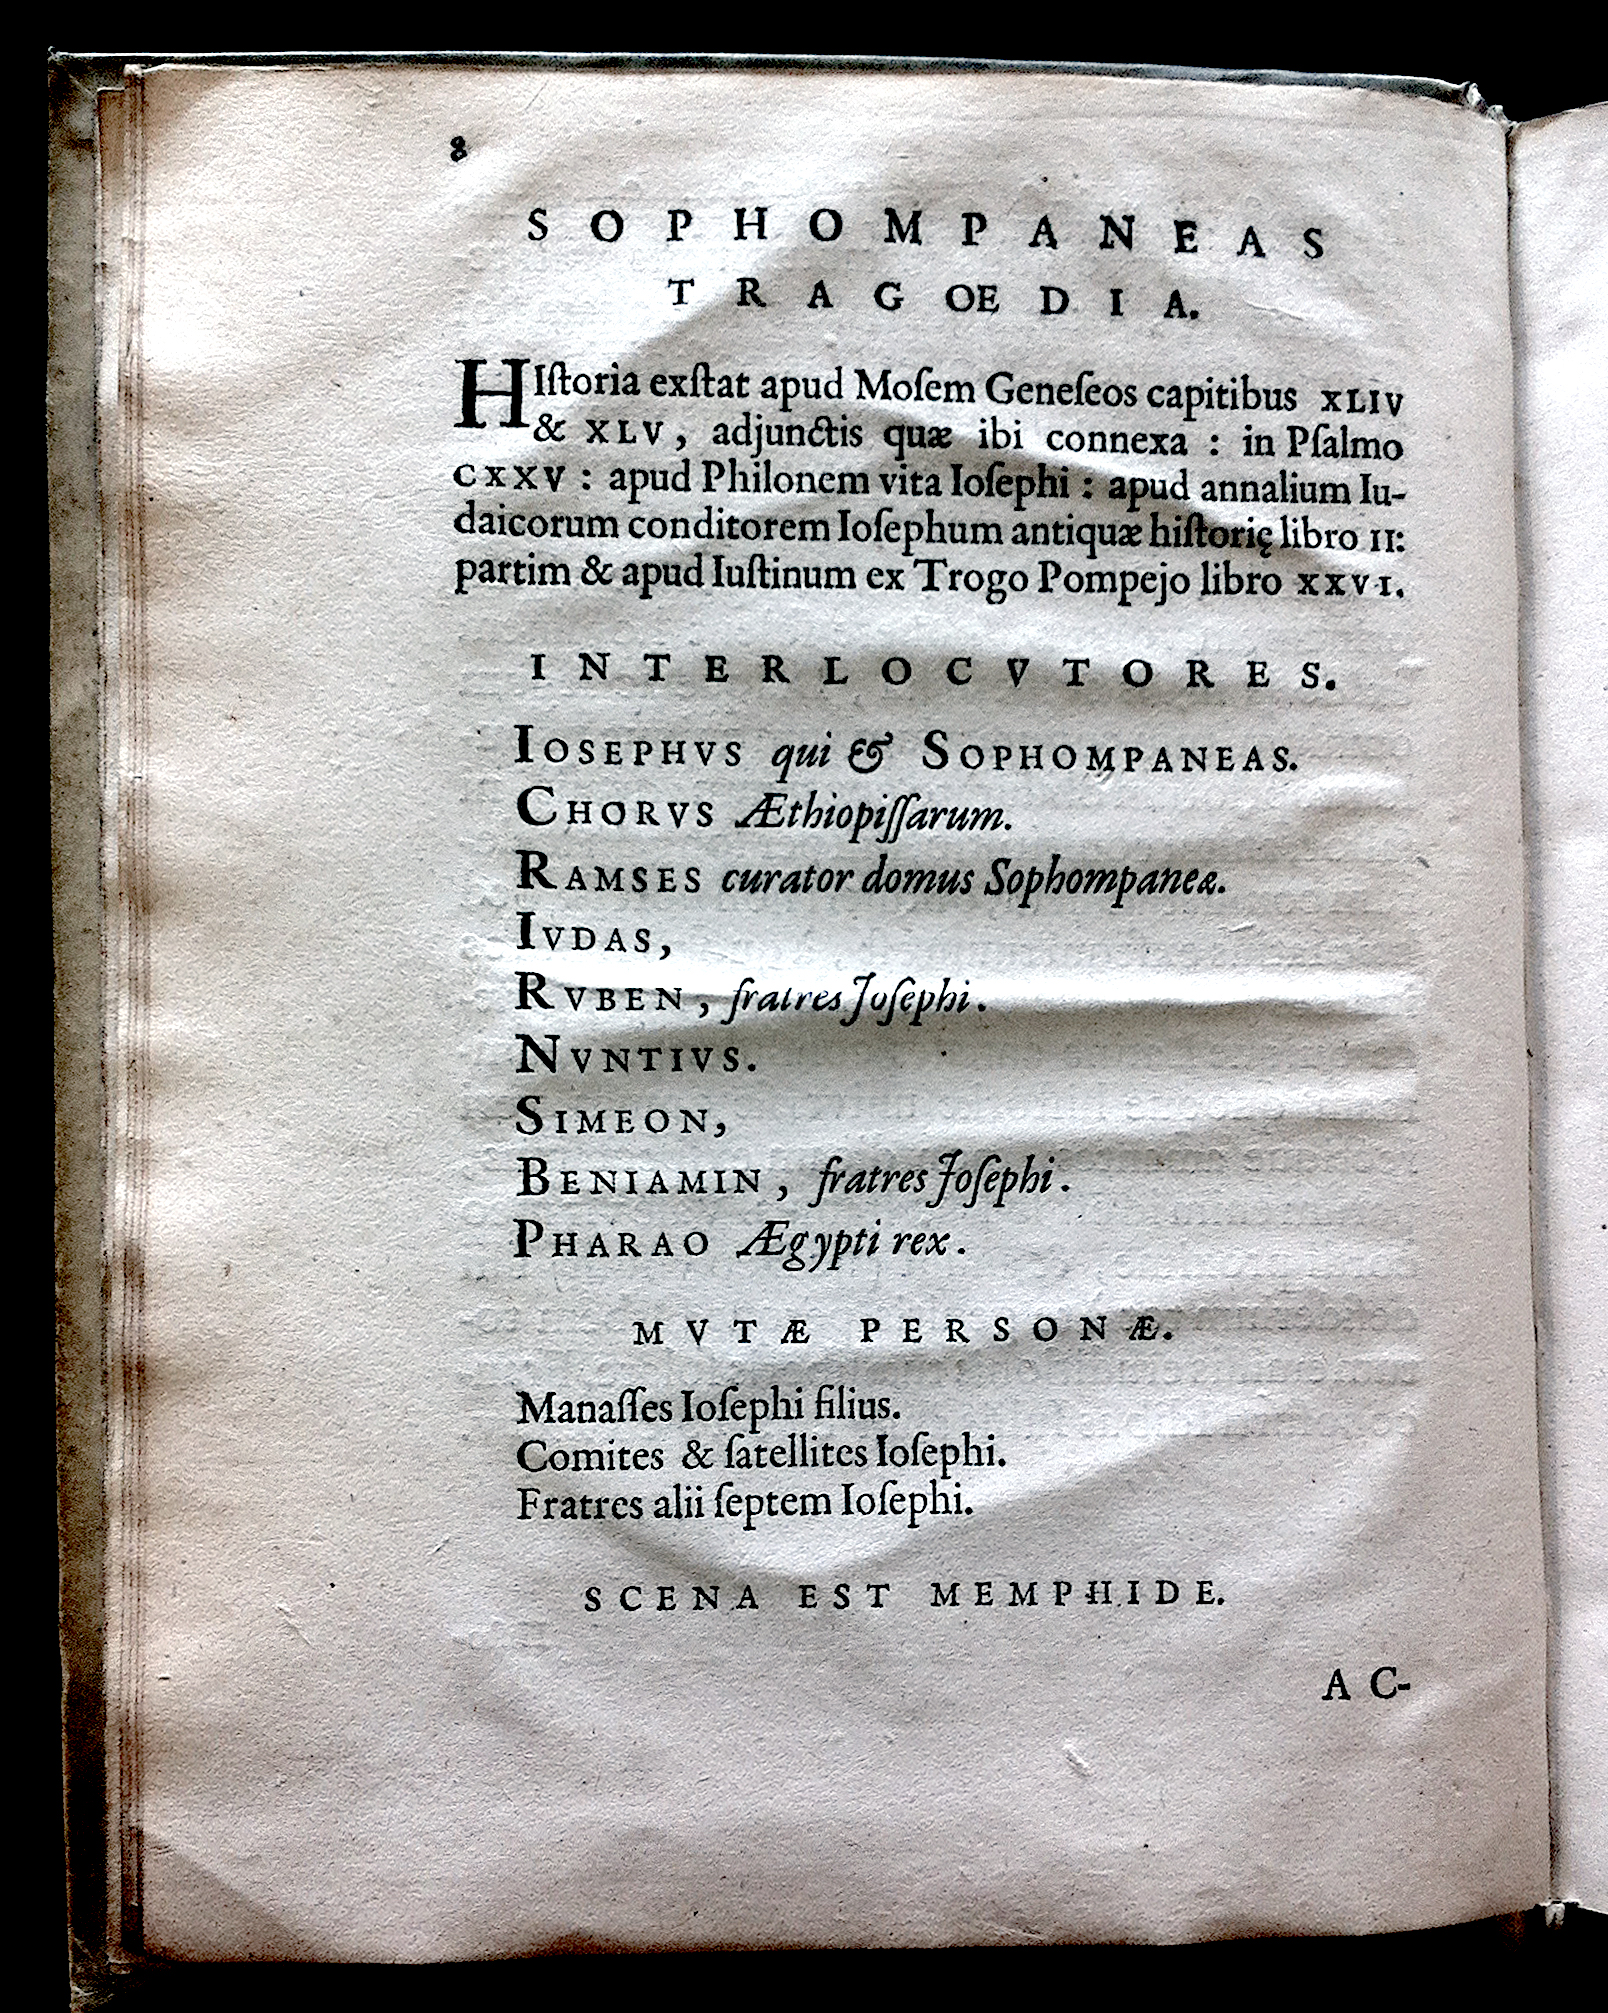 8
SOPHOMPANEAS
TRAGOEDIA.
HIſtoria exſtat apud Moſem Geneſeos capitibus XLIV
& XLV, adjunctis quæ ibi connexa : in Pſalmo
CXXV : apud Philonem vita Ioſephi : apud annalium Iu-
daicorum conditorem Ioſephum antiquæ hiſtorię libro II:
partim & apud Iuſtinum ex Trogo Pompejo libro XXVI.
INTERLOCVTORES.
IOSEPHVS qui & SOPHOMPANEAS.
CHORVS Æthiopiſſarum.
RAMSES curator domus Sophompaneæ.
IVDAS,
RVBEN, fratres Joſephi.
NVNTIVS.
SIMEON,
BENIAMIN, fratres Joſephi.
PHARAO Ægypti rex.
MVTÆ PERSONÆ.
Manaſſes Ioſephi filius.
Comites & ſatellites Ioſephi.
Fratres alii ſeptem Ioſephi.
SCENA EST MEMPHIDE.
AC-